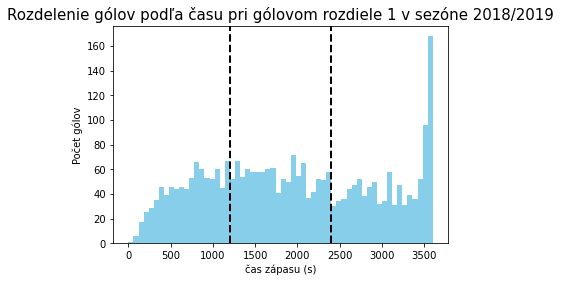 Rozdelenie gólov podľa času pri gólovom rozdiele 1 v sezóne 2018/2019
Počet gólov
160
140
120
100
80
60
40
20
0
0 500 1000 1500 2000 2500 3000 3500
čas zápasu (s)